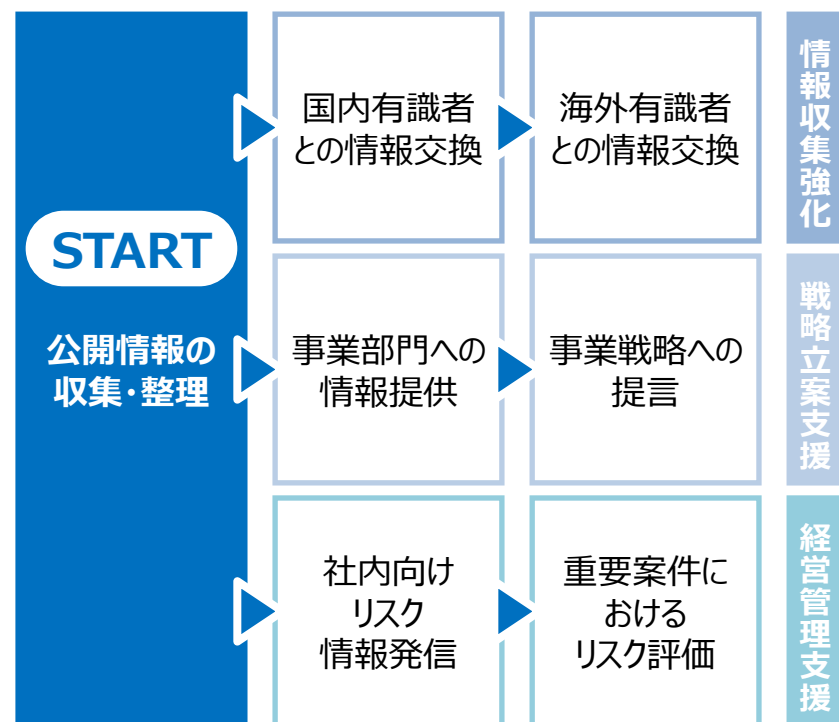 START
公開情報の
収集・整理
国内有識者
との情報交換
海外有識者
との情報交換
情報収集強化
事業部門への
情報提供
事業戦略への
提言
戦略立案支援
社内向け
リスク
情報発信
重要案件に
おける
リスク評価
経営管理支援